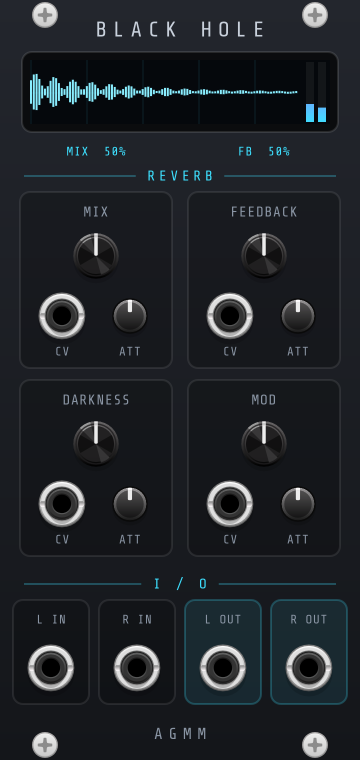 BLACK HOLE
MIX 50% FB 50%
REVERB
MIX FEEDBACK
CV ATT CV ATT
DARKNESS MOD
CV ATT CV ATT
I / O
L IN R IN L OUT R OUT
AGMM